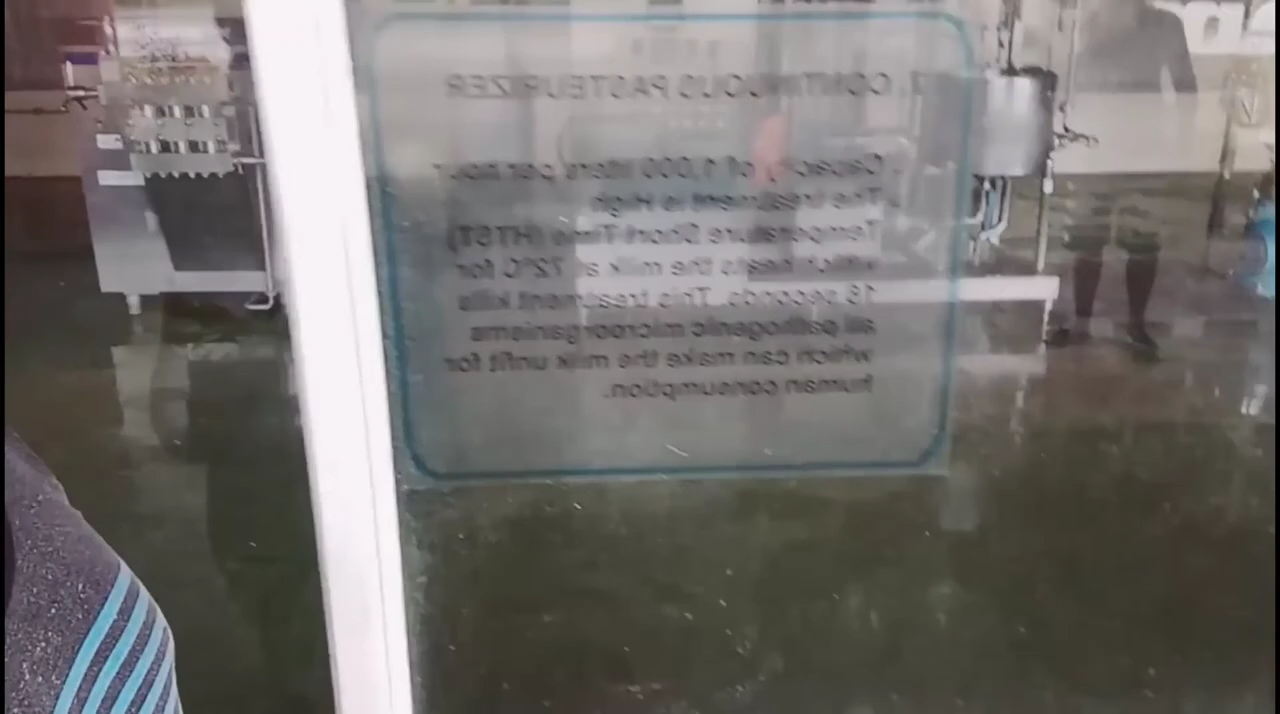 7. CONTINUOUS PASTEURIZER
Capacity of 1,000 liters per hour
The treatment is High
Temperature Short Time (HTST)
which heats the milk at 72°C for
18 seconds. This treatment kills
all pathogenic microorganisms
which can make the milk unfit for
human consumption.